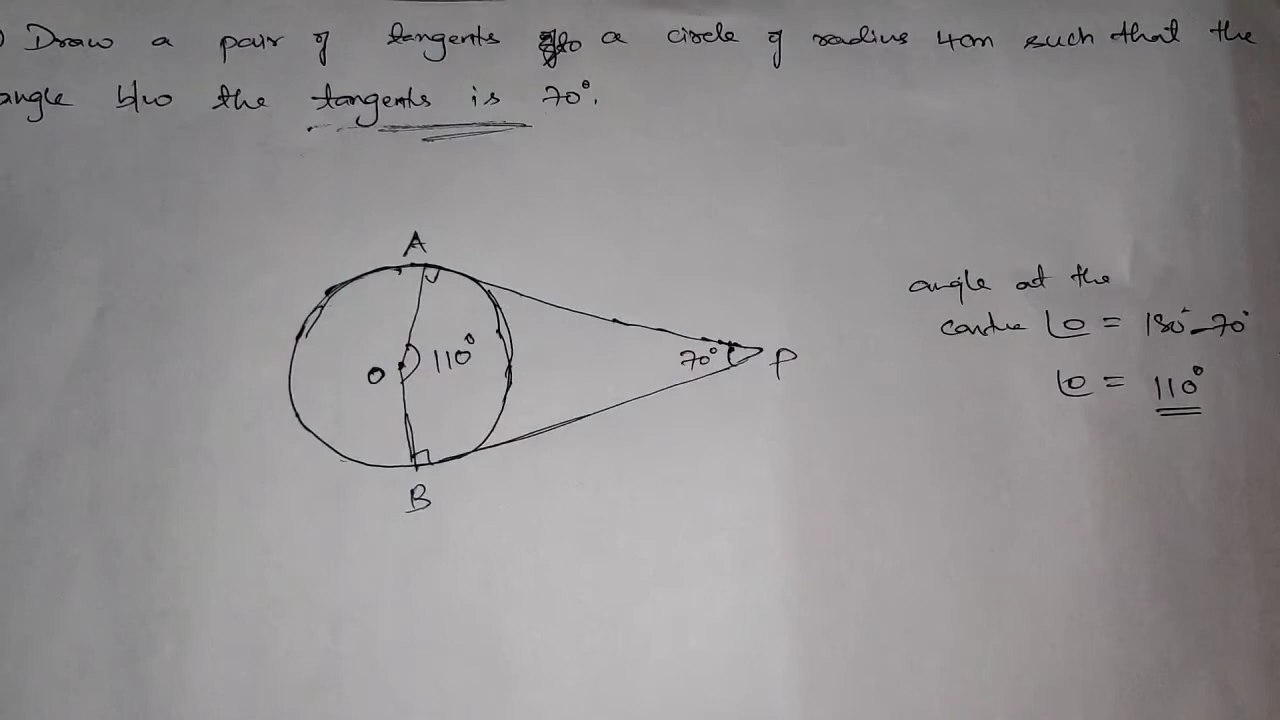 ) Draw a pair of tangents to a circle of radius 4cm such that the
angle b/w the tangents is 70°.
A
angle at the
centre ∠O = 180° - 70°
O 110° 70° P
∠O = 110°
B